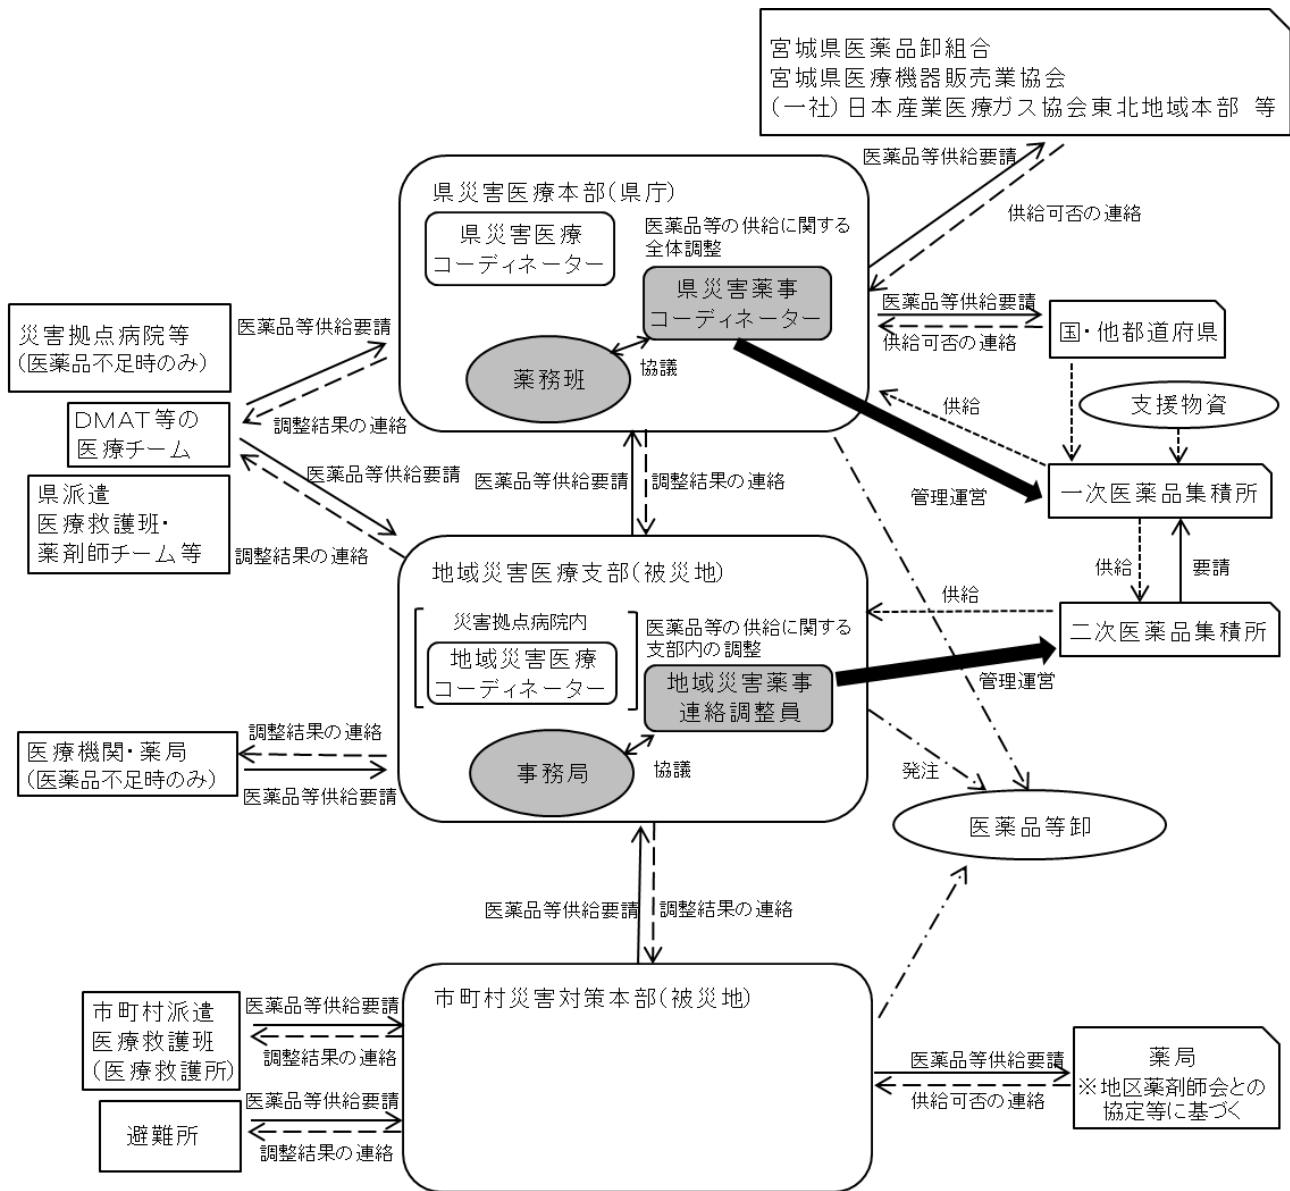 宮城県医薬品卸組合
宮城県医療機器販売業協会
(一社)日本産業医療ガス協会東北地域本部 等
医薬品等供給要請
供給可否の連絡
県災害医療本部(県庁)
県災害医療
コーディネーター
医薬品等の供給に関する
全体調整
県災害薬事
コーディネーター
協議
薬務班
医薬品等供給要請
供給可否の連絡
国・他都道府県
支援物資
供給
管理運営
一次医薬品集積所
供給
要請
二次医薬品集積所
災害拠点病院等
(医薬品不足時のみ)
医薬品等供給要請
調整結果の連絡
DMAT等の
医療チーム
医薬品等供給要請
調整結果の連絡
県派遣
医療救護班・
薬剤師チーム等
医薬品等供給要請
調整結果の連絡
地域災害医療支部(被災地)
災害拠点病院内
地域災害医療
コーディネーター
医薬品等の供給に関する
支部内の調整
地域災害薬事
連絡調整員
協議
事務局
供給
管理運営
発注
医薬品等卸
調整結果の連絡
医療機関・薬局
(医薬品不足時のみ)
医薬品等供給要請
医薬品等供給要請
調整結果の連絡
市町村災害対策本部(被災地)
市町村派遣
医療救護班
(医療救護所)
医薬品等供給要請
調整結果の連絡
避難所
医薬品等供給要請
調整結果の連絡
医薬品等供給要請
供給可否の連絡
薬局
※地区薬剤師会との
協定等に基づく